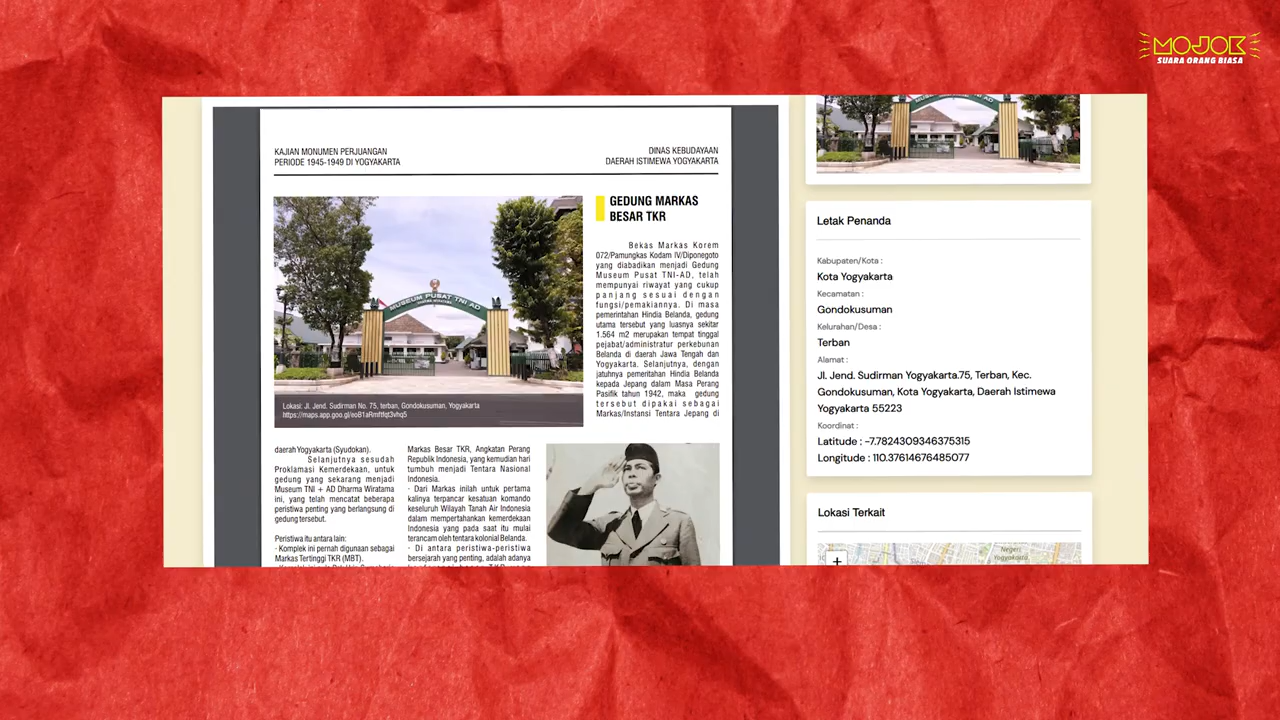 MOJOK
SUARA ORANG BIASA
KAJIAN MONUMEN PERJUANGAN
PERIODE 1945-1949 DI YOGYAKARTA
DINAS KEBUDAYAAN
DAERAH ISTIMEWA YOGYAKARTA
MUSEUM PUSAT TNI AD
Lokasi: Jl. Jend. Sudirman No. 75, terban, Gondokusuman, Yogyakarta
GEDUNG MARKAS
BESAR TKR
Bekas Markas Korem
072/Pamungkas Kodam IV/Diponegoto
yang diabadikan menjadi Gedung
Museum Pusat TNI-AD, telah
mempunyai riwayat yang cukup
panjang sesuai dengan
fungsi/pemakiannya. Di masa
pemerintahan Hindia Belanda, gedung
utama tersebut yang luasnya sekitar
1.564 m2 merupakan tempat tinggal
pejabat/administratur perkebunan
Belanda di daerah Jawa Tengah dan
Yogyakarta. Selanjutnya, dengan
jatuhnya pemeritahan Hindia Belanda
kepada Jepang dalam Masa Perang
Pasifik tahun 1942, maka gedung
tersebut dipakai sebagai
Markas/Instansi Tentara Jepang di
daerah Yogyakarta (Syudokan).
Selanjutnya sesudah
Proklamasi Kemerdekaan, untuk
gedung yang sekarang menjadi
Museum TNI + AD Dharma Wiratama
ini, yang telah mencatat beberapa
peristiwa penting yang berlangsung di
gedung tersebut.
Peristiwa itu antara lain:
- Komplek ini pernah digunakan sebagai
Markas Tertinggi TKR (MBT).
Markas Besar TKR, Angkatan Perang
Republik Indonesia, yang kemudian hari
tumbuh menjadi Tentara Nasional
Indonesia.
- Dari Markas inilah untuk pertama
kalinya terpancar kesatuan komando
keseluruh Wilayah Tanah Air Indonesia
dalam mempertahankan kemerdekaan
Indonesia yang pada saat itu mulai
terancam oleh tentara kolonial Belanda.
- Di antara peristiwa-peristiwa
bersejarah yang penting, adalah adanya
Letak Penanda
Kabupaten/Kota :
Kota Yogyakarta
Kecamatan :
Gondokusuman
Kelurahan/Desa :
Terban
Alamat :
Jl. Jend. Sudirman Yogyakarta.75, Terban, Kec.
Gondokusuman, Kota Yogyakarta, Daerah Istimewa
Yogyakarta 55223
Koordinat :
Latitude : -7.7824309346375315
Longitude : 110.37614676485077
Lokasi Terkait
+
Negeri
Yogyakarta